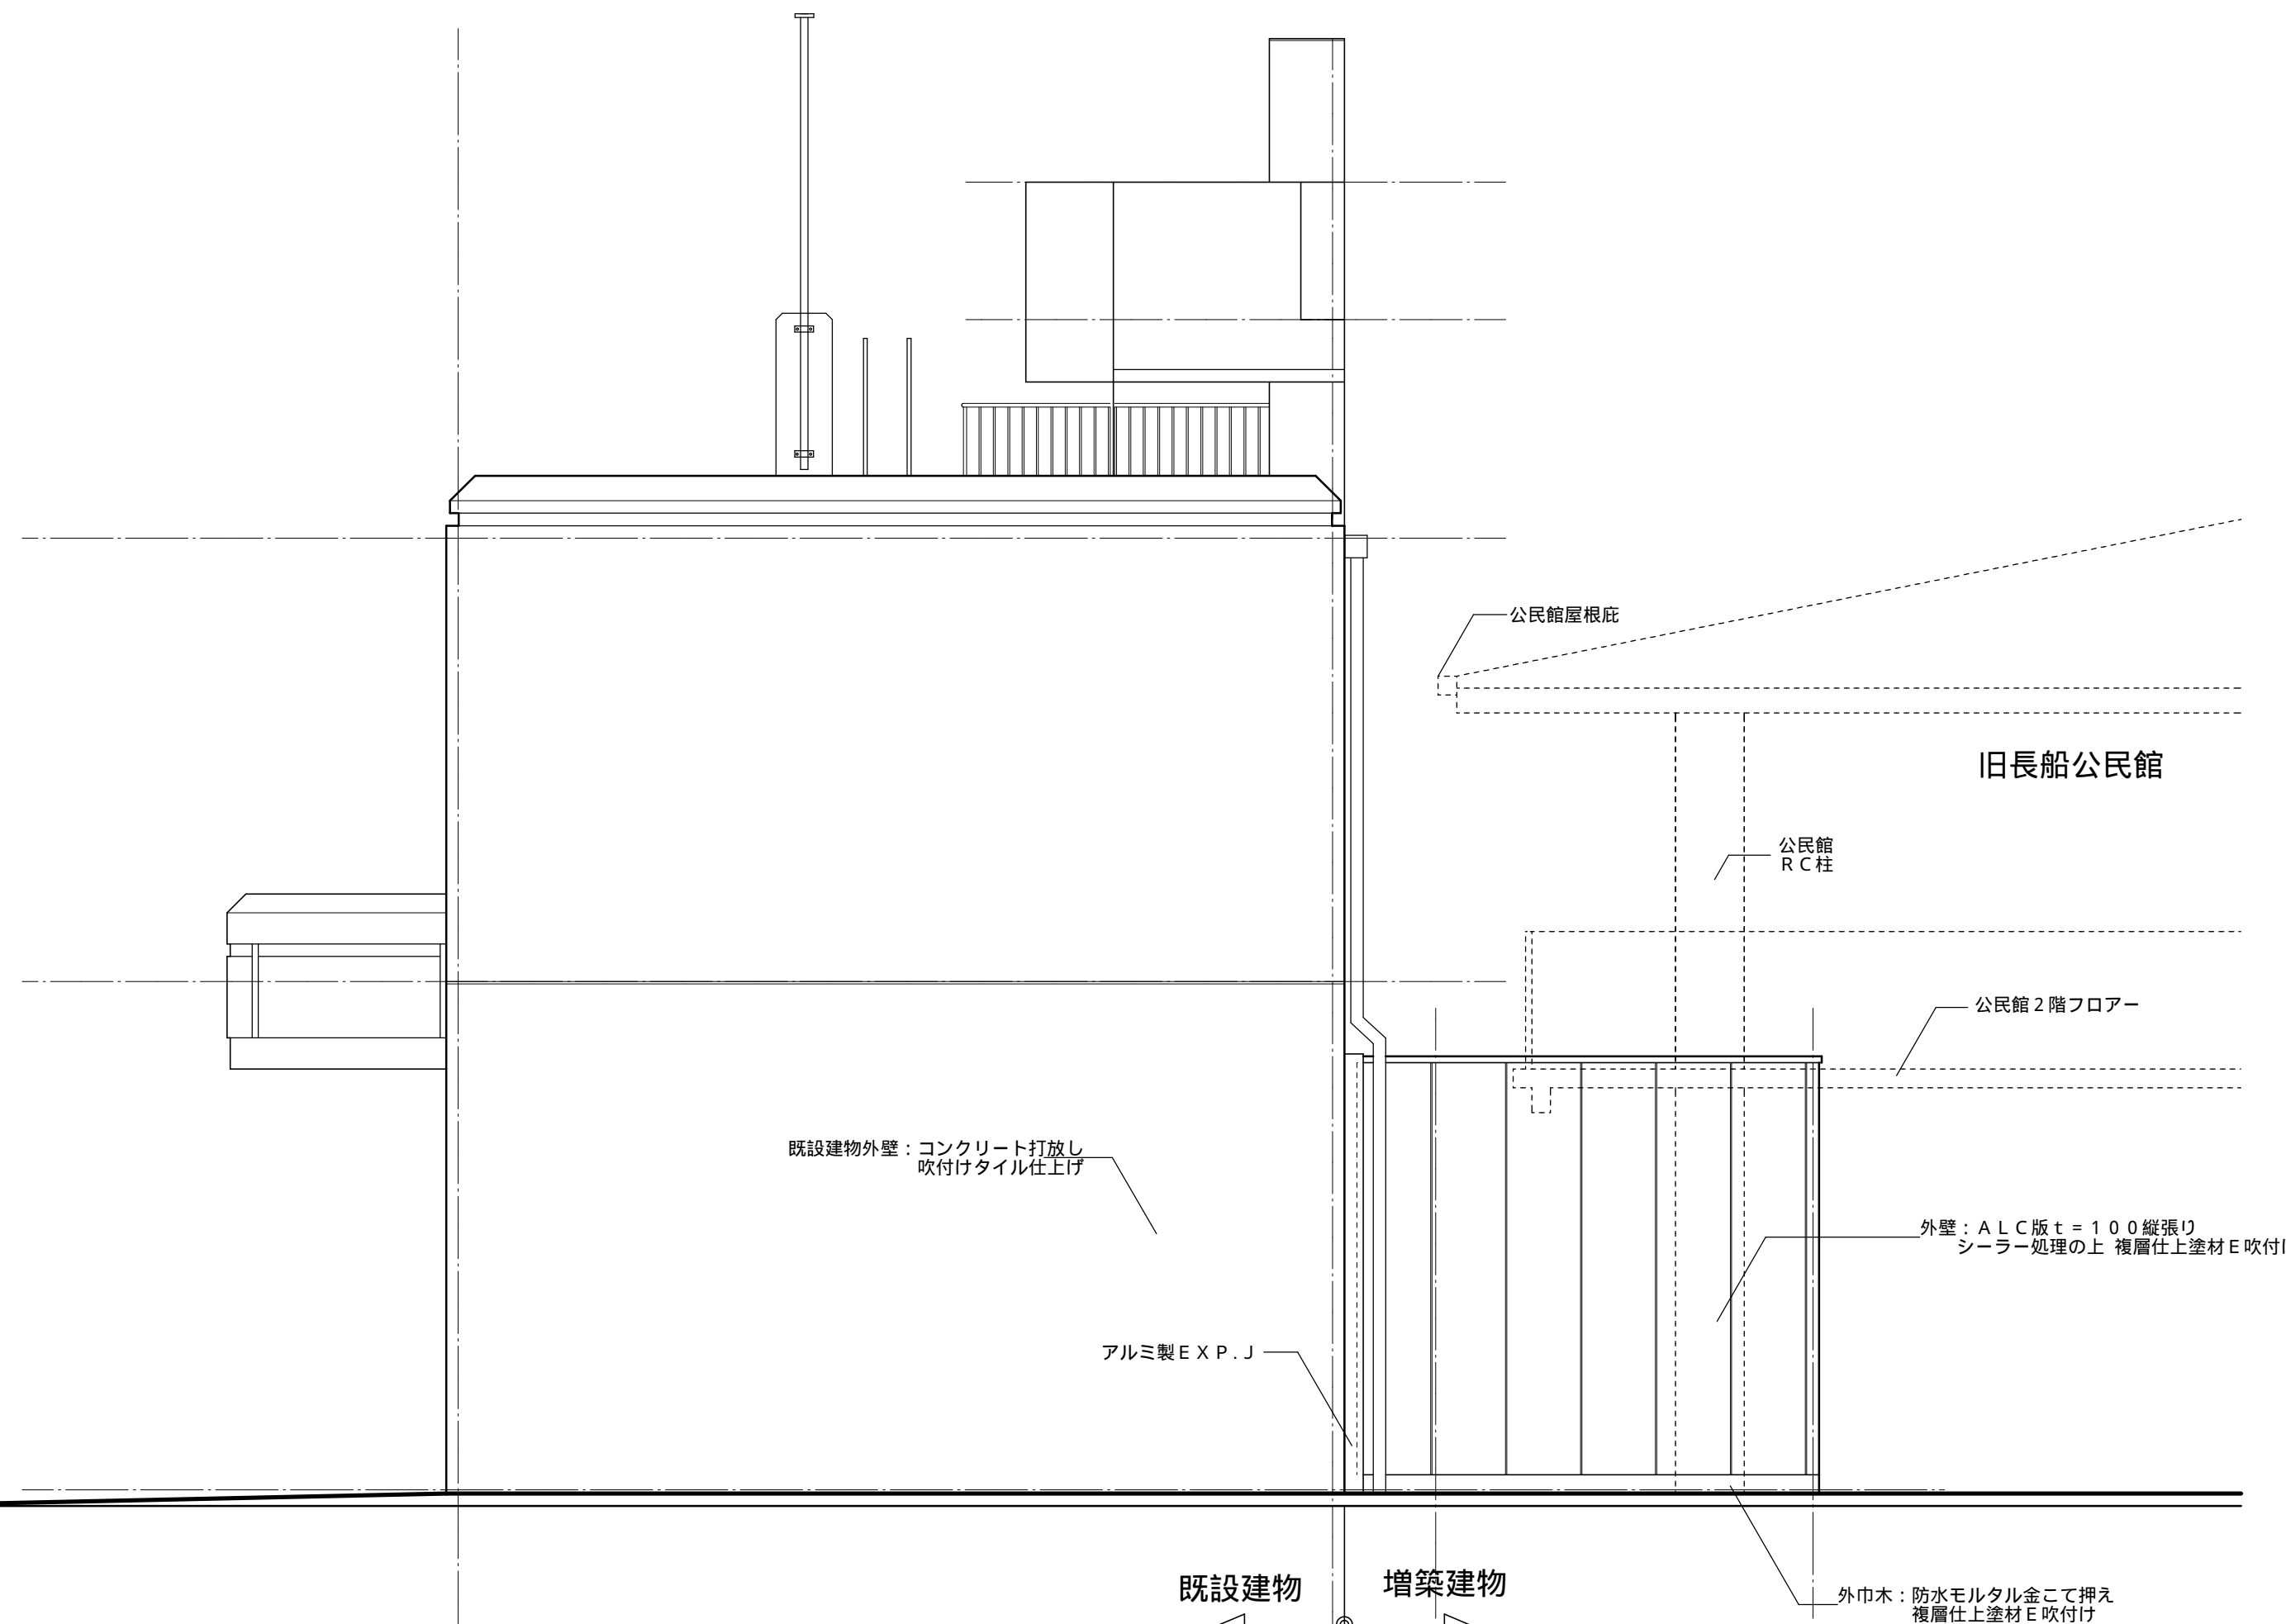 公民館屋根庇
旧長船公民館
公民館
ＲＣ柱
公民館２階フロアー
既設建物外壁：コンクリート打放し
吹付けタイル仕上げ
外壁：ＡＬＣ版ｔ＝１００縦張り
シーラー処理の上 複層仕上塗材Ｅ吹付け
アルミ製ＥＸＰ.Ｊ
既設建物
増築建物
外巾木：防水モルタル金こて押え
複層仕上塗材Ｅ吹付け